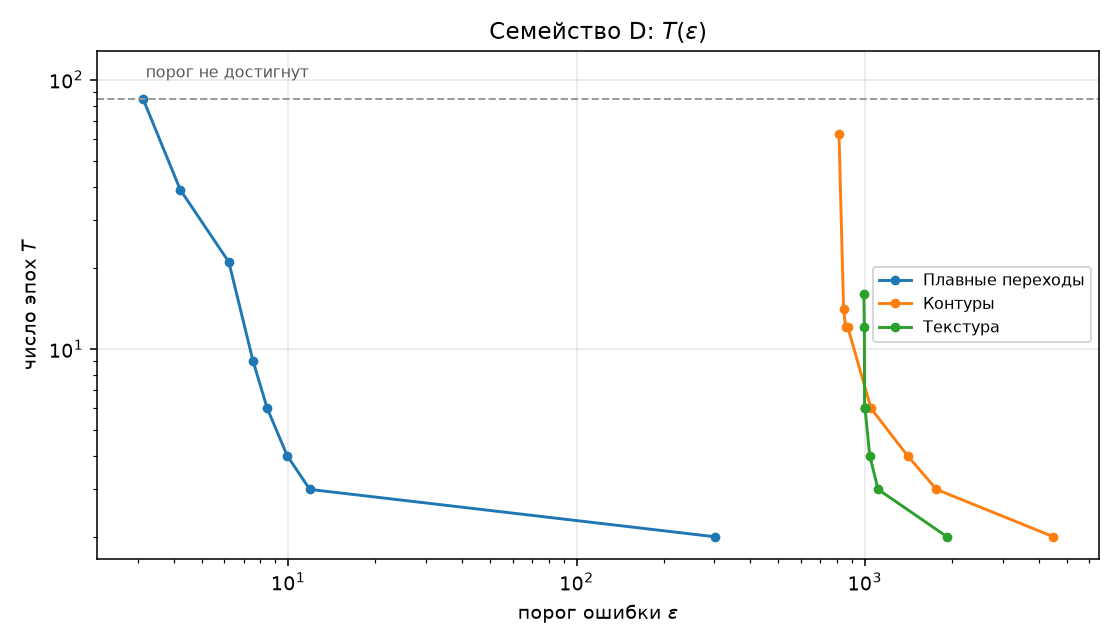 Семейство D: T(ε)
порог не достигнут
число эпох T
10²
10¹
Плавные переходы
Контуры
Текстура
10¹
10²
10³
порог ошибки ε